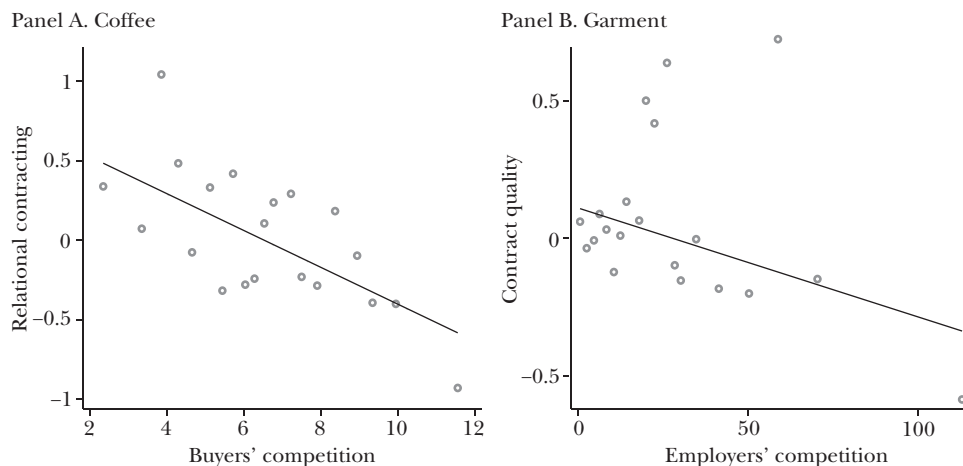 Panel A. Coffee
1
0.5
0
−0.5
−1
Relational contracting
2 4 6 8 10 12
Buyers' competition
Panel B. Garment
0.5
0
−0.5
Contract quality
0 50 100
Employers' competition